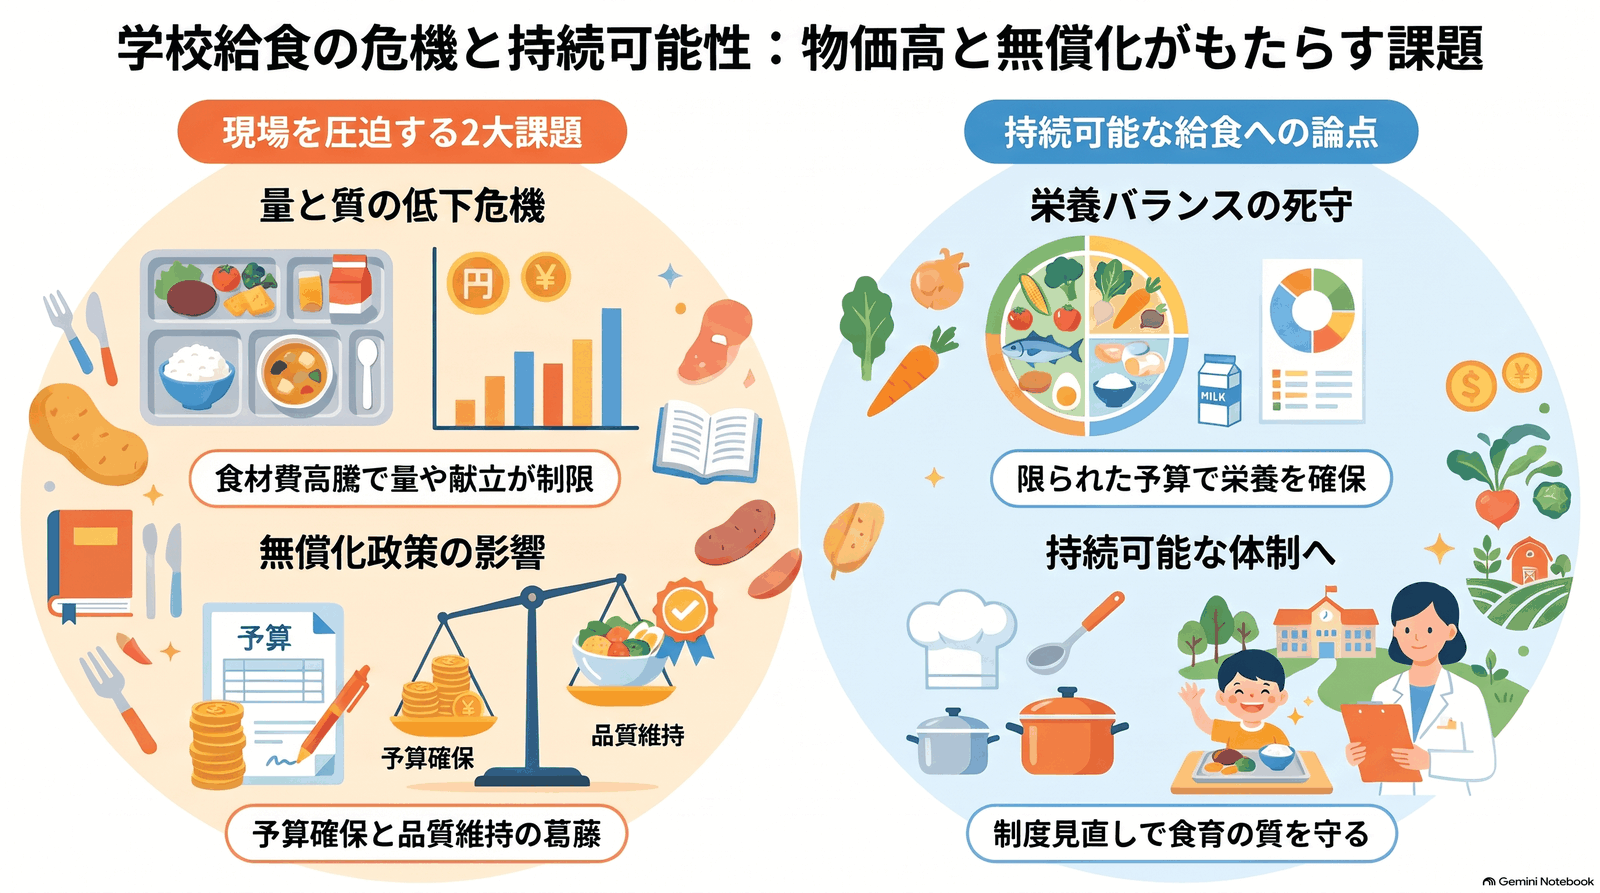 学校給食の危機と持続可能性：物価高と無償化がもたらす課題
現場を圧迫する2大課題
量と質の低下危機
円
¥
食材費高騰で量や献立が制限
無償化政策の影響
予算
¥
予算確保
品質維持
予算確保と品質維持の葛藤
持続可能な給食への論点
栄養バランスの死守
MILK
$
¥
限られた予算で栄養を確保
持続可能な体制へ
制度見直しで食育の質を守る
Gemini Notebook